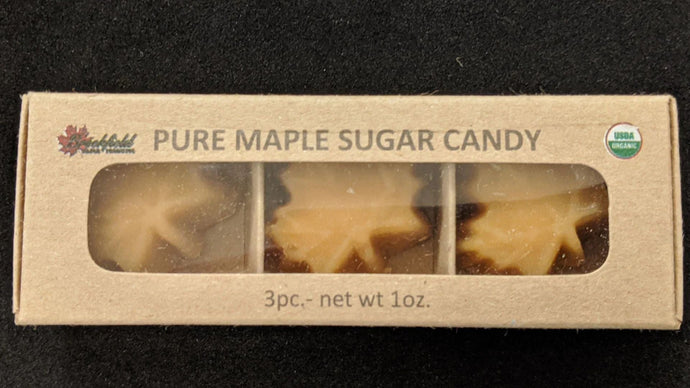 PURE MAPLE SUGAR CANDY
USDA
ORGANIC
3pc.- net wt 1oz.